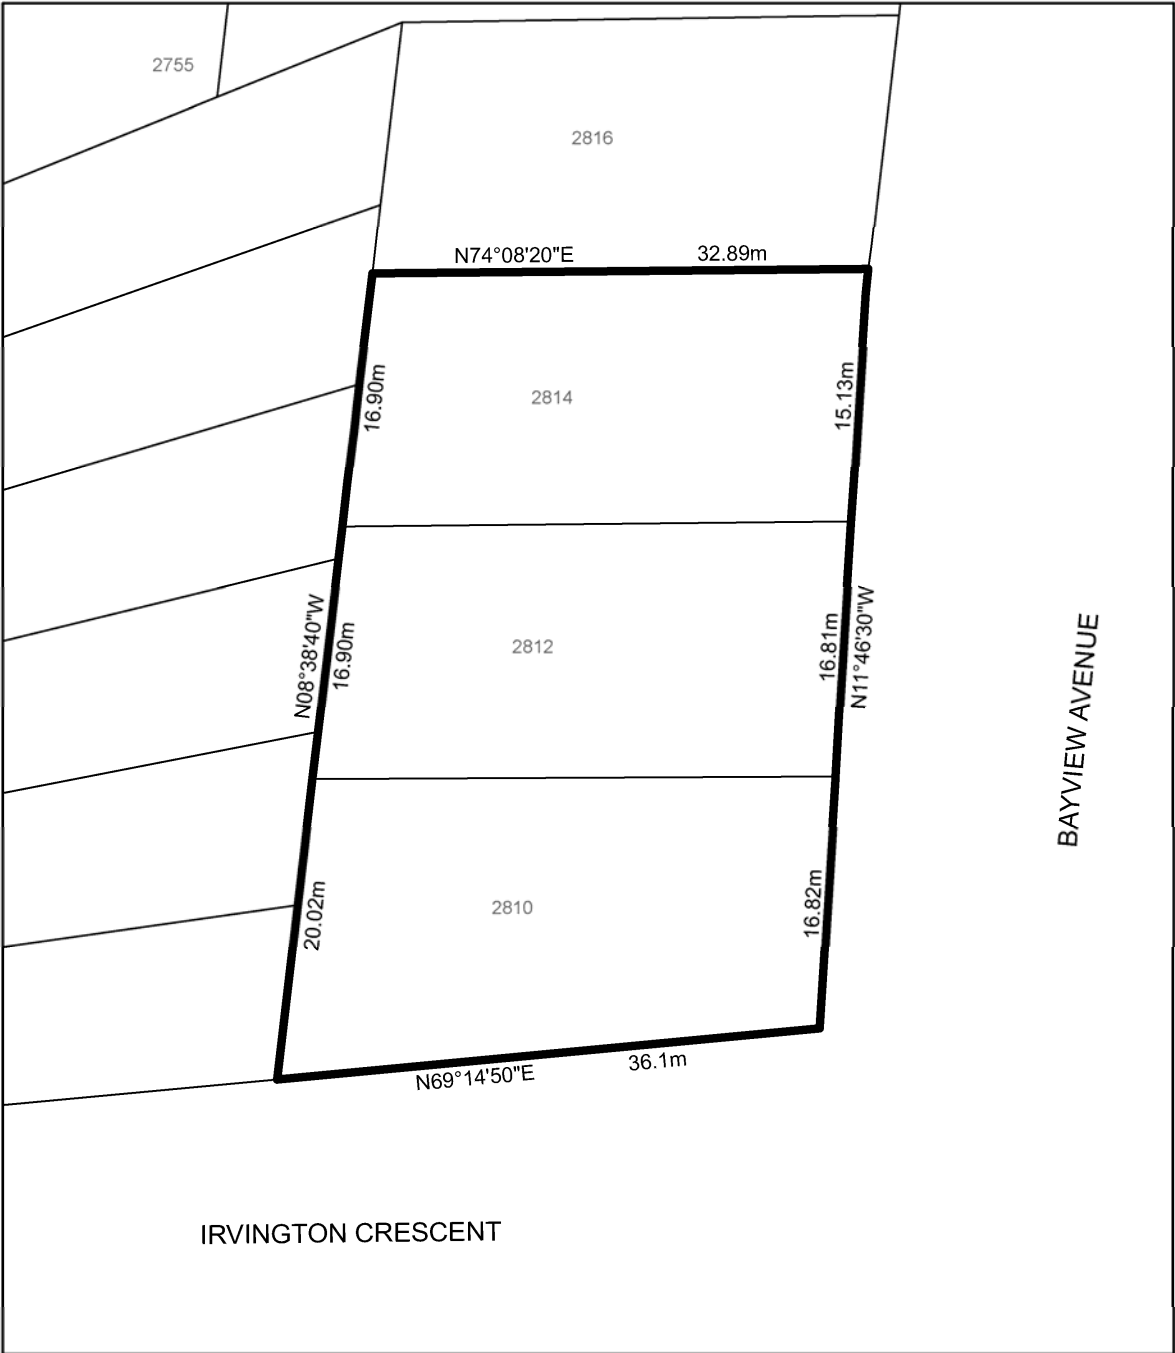 2755
2816
N74°08'20"E
32.89m
16.90m
2814
15.13m
N08°38'40"W
16.90m
2812
16.81m
N11°46'30"W
BAYVIEW AVENUE
20.02m
2810
16.82m
N69°14'50"E
36.1m
IRVINGTON CRESCENT